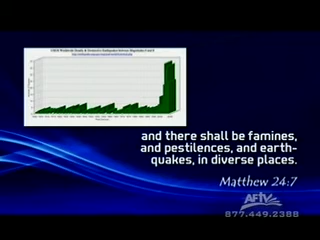 and there shall be famines,
and pestilences, and earth-
quakes, in diverse places.
Matthew 24:7
AFTV
877.449.2388